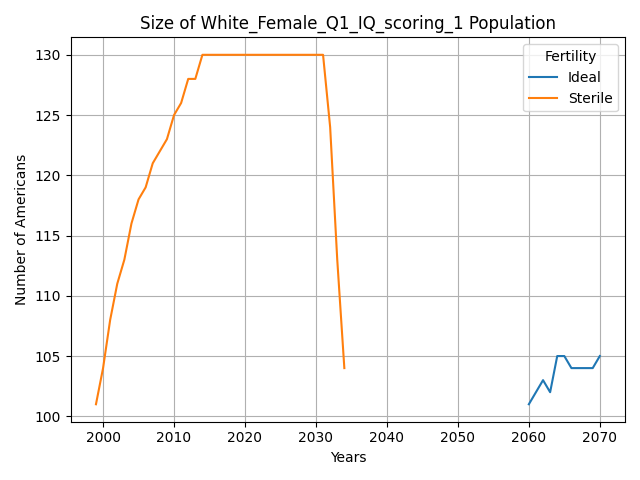 Size of White_Female_Q1_IQ_scoring_1 Population
Fertility
Ideal
Sterile
Number of Americans
130
125
120
115
110
105
100
2000 2010 2020 2030 2040 2050 2060 2070
Years